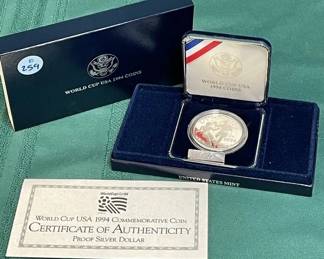 259
WORLD CUP USA 1994 COINS
WORLD CUP USA
1994 COINS
UNITED STATES MINT
WorldCupUSA94
WORLD CUP USA 1994 COMMEMORATIVE COIN
CERTIFICATE OF AUTHENTICITY
PROOF SILVER DOLLAR